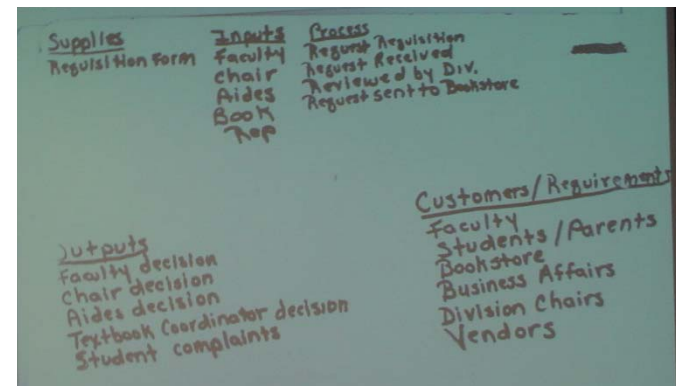 Supplies
Requisition Form
Inputs
Faculty
Chair
Aides
Book
Rep
Process
Request Requisition
Request Received
Reviewed by Div.
Request sent to Bookstore
Outputs
Faculty decision
Chair decision
Aides decision
Textbook Coordinator decision
Student complaints
Customers/Requirements
Faculty
Students/Parents
Bookstore
Business Affairs
Division Chairs
Vendors